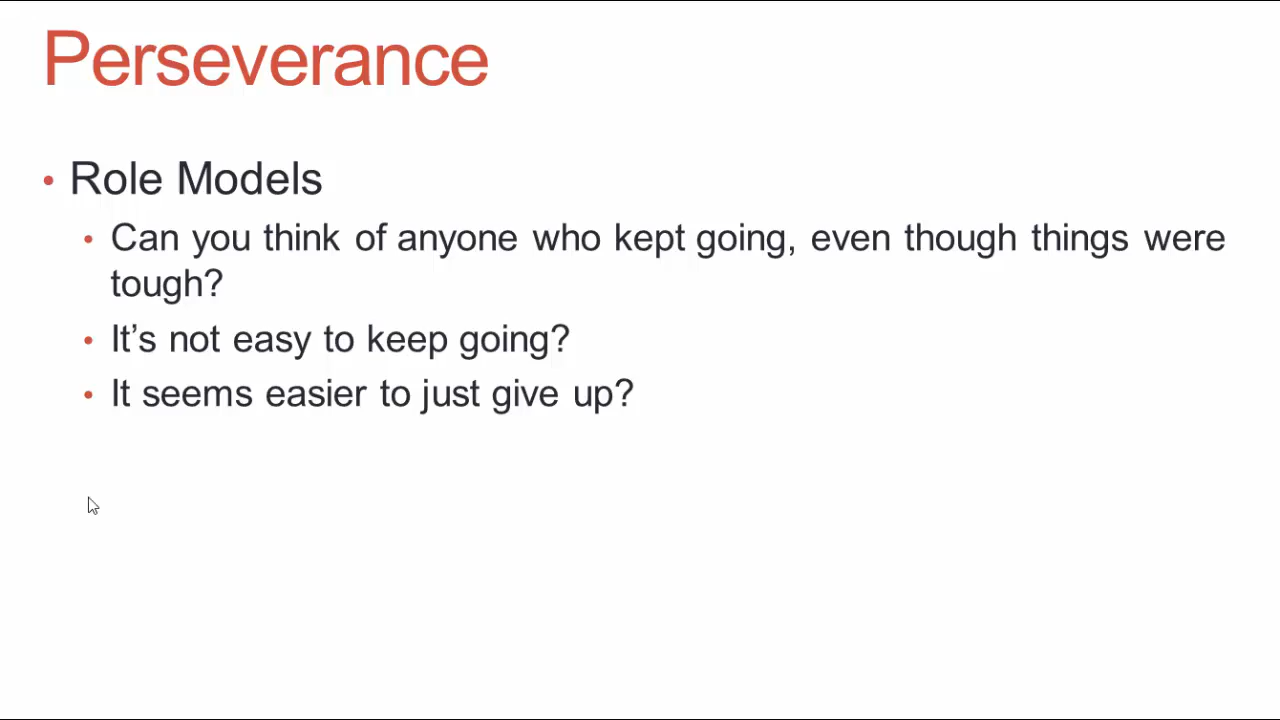 Perseverance
• Role Models
• Can you think of anyone who kept going, even though things were
tough?
• It’s not easy to keep going?
• It seems easier to just give up?